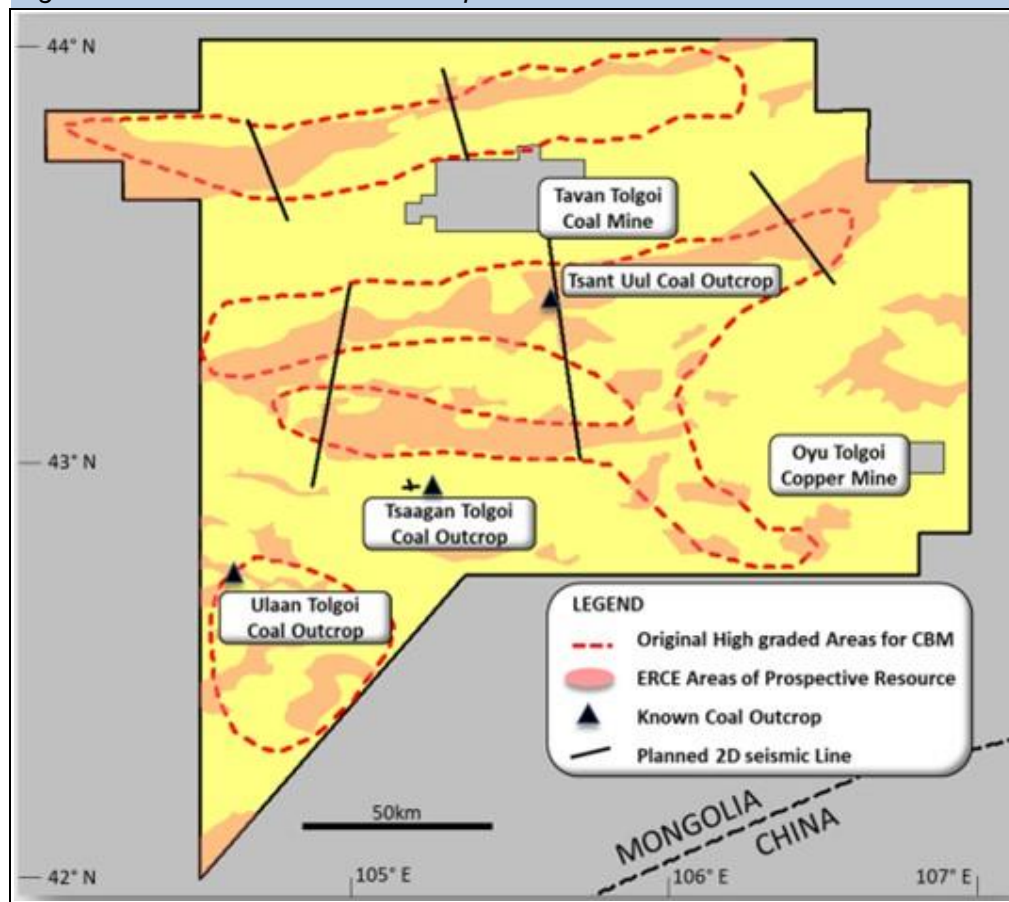 44° N
Tavan Tolgoi
Coal Mine
Tsant Uul Coal Outcrop
43° N
Oyu Tolgoi
Copper Mine
Tsaagan Tolgoi
Coal Outcrop
Ulaan Tolgoi
Coal Outcrop
LEGEND
Original High graded Areas for CBM
ERCE Areas of Prospective Resource
Known Coal Outcrop
Planned 2D seismic Line
50km
MONGOLIA
CHINA
42° N
105° E
106° E
107° E